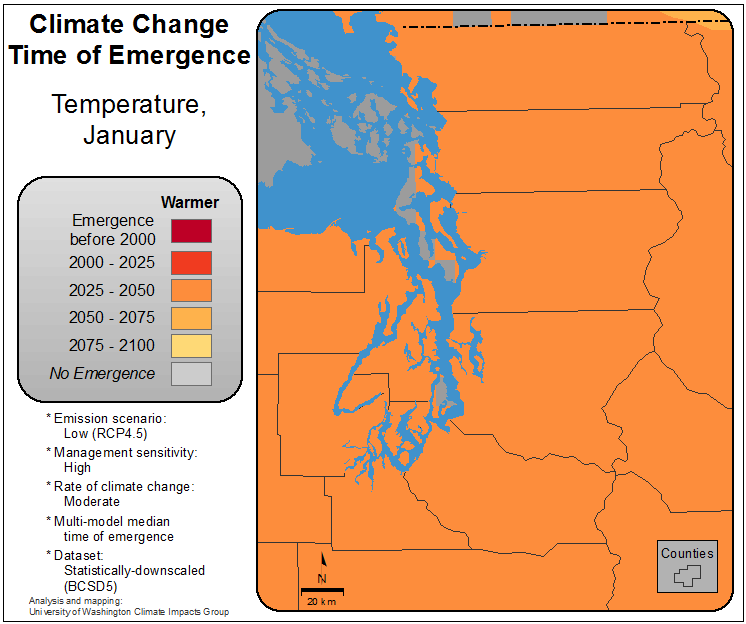 Climate Change
Time of Emergence
Temperature,
January
Warmer
Emergence
before 2000
2000 - 2025
2025 - 2050
2050 - 2075
2075 - 2100
No Emergence
* Emission scenario:
Low (RCP4.5)
* Management sensitivity:
High
* Rate of climate change:
Moderate
* Multi-model median
time of emergence
* Dataset:
Statistically-downscaled
(BCSD5)
Analysis and mapping:
University of Washington Climate Impacts Group
N
20 km
Counties